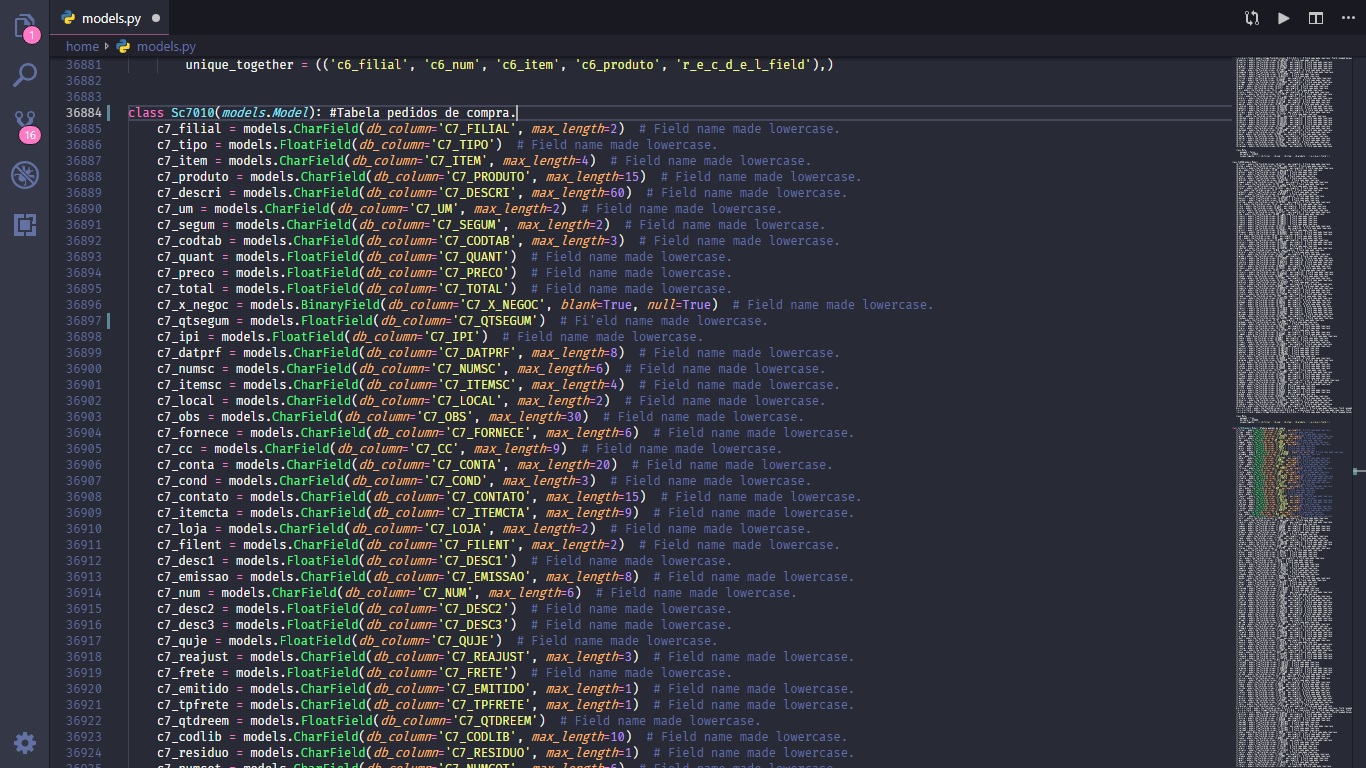 models.py
home models.py
1
16
36881 unique_together = (('c6_filial', 'c6_num', 'c6_item', 'c6_produto', 'r_e_c_d_e_l_field'),)
36882
36883
36884 class Sc7010(models.Model): #Tabela pedidos de compra.
36885 c7_filial = models.CharField(db_column='C7_FILIAL', max_length=2)  # Field name made lowercase.
36886 c7_tipo = models.FloatField(db_column='C7_TIPO')  # Field name made lowercase.
36887 c7_item = models.CharField(db_column='C7_ITEM', max_length=4)  # Field name made lowercase.
36888 c7_produto = models.CharField(db_column='C7_PRODUTO', max_length=15)  # Field name made lowercase.
36889 c7_descri = models.CharField(db_column='C7_DESCRI', max_length=60)  # Field name made lowercase.
36890 c7_um = models.CharField(db_column='C7_UM', max_length=2)  # Field name made lowercase.
36891 c7_segum = models.CharField(db_column='C7_SEGUM', max_length=2)  # Field name made lowercase.
36892 c7_codtab = models.CharField(db_column='C7_CODTAB', max_length=3)  # Field name made lowercase.
36893 c7_quant = models.FloatField(db_column='C7_QUANT')  # Field name made lowercase.
36894 c7_preco = models.FloatField(db_column='C7_PRECO')  # Field name made lowercase.
36895 c7_total = models.FloatField(db_column='C7_TOTAL')  # Field name made lowercase.
36896 c7_x_negoc = models.BinaryField(db_column='C7_X_NEGOC', blank=True, null=True)  # Field name made lowercase.
36897 c7_qtsegum = models.FloatField(db_column='C7_QTSEGUM')  # Fi'eld name made lowercase.
36898 c7_ipi = models.FloatField(db_column='C7_IPI')  # Field name made lowercase.
36899 c7_datprf = models.CharField(db_column='C7_DATPRF', max_length=8)  # Field name made lowercase.
36900 c7_numsc = models.CharField(db_column='C7_NUMSC', max_length=6)  # Field name made lowercase.
36901 c7_itemsc = models.CharField(db_column='C7_ITEMSC', max_length=4)  # Field name made lowercase.
36902 c7_local = models.CharField(db_column='C7_LOCAL', max_length=2)  # Field name made lowercase.
36903 c7_obs = models.CharField(db_column='C7_OBS', max_length=30)  # Field name made lowercase.
36904 c7_fornece = models.CharField(db_column='C7_FORNECE', max_length=6)  # Field name made lowercase.
36905 c7_cc = models.CharField(db_column='C7_CC', max_length=9)  # Field name made lowercase.
36906 c7_conta = models.CharField(db_column='C7_CONTA', max_length=20)  # Field name made lowercase.
36907 c7_cond = models.CharField(db_column='C7_COND', max_length=3)  # Field name made lowercase.
36908 c7_contato = models.CharField(db_column='C7_CONTATO', max_length=15)  # Field name made lowercase.
36909 c7_itemcta = models.CharField(db_column='C7_ITEMCTA', max_length=9)  # Field name made lowercase.
36910 c7_loja = models.CharField(db_column='C7_LOJA', max_length=2)  # Field name made lowercase.
36911 c7_filent = models.CharField(db_column='C7_FILENT', max_length=2)  # Field name made lowercase.
36912 c7_desc1 = models.FloatField(db_column='C7_DESC1')  # Field name made lowercase.
36913 c7_emissao = models.CharField(db_column='C7_EMISSAO', max_length=8)  # Field name made lowercase.
36914 c7_num = models.CharField(db_column='C7_NUM', max_length=6)  # Field name made lowercase.
36915 c7_desc2 = models.FloatField(db_column='C7_DESC2')  # Field name made lowercase.
36916 c7_desc3 = models.FloatField(db_column='C7_DESC3')  # Field name made lowercase.
36917 c7_quje = models.FloatField(db_column='C7_QUJE')  # Field name made lowercase.
36918 c7_reajust = models.CharField(db_column='C7_REAJUST', max_length=3)  # Field name made lowercase.
36919 c7_frete = models.FloatField(db_column='C7_FRETE')  # Field name made lowercase.
36920 c7_emitido = models.CharField(db_column='C7_EMITIDO', max_length=1)  # Field name made lowercase.
36921 c7_tpfrete = models.CharField(db_column='C7_TPFRETE', max_length=1)  # Field name made lowercase.
36922 c7_qtdreem = models.FloatField(db_column='C7_QTDREEM')  # Field name made lowercase.
36923 c7_codlib = models.CharField(db_column='C7_CODLIB', max_length=10)  # Field name made lowercase.
36924 c7_residuo = models.CharField(db_column='C7_RESIDUO', max_length=1)  # Field name made lowercase.